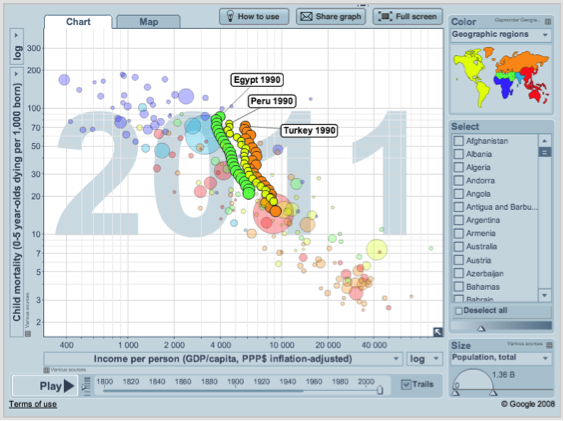 Chart
Map
How to use
Share graph
Full screen
Color
Geographic regions
log
Child mortality (0-5 year-olds dying per 1,000 born)
300
200
100
70
50
30
20
10
7
5
3
2
2011
Egypt 1990
Peru 1990
Turkey 1990
400
1 000
2 000
4 000
10 000
20 000
40 000
Income per person (GDP/capita, PPP$ inflation-adjusted)
log
Various sources
Select
Afghanistan
Albania
Algeria
Andorra
Angola
Antigua and Barbu...
Argentina
Armenia
Australia
Austria
Azerbaijan
Bahamas
Bahrain
Deselect all
Size
Various sources
Population, total
1.36 B
Play
1800
1820
1840
1860
1880
1900
1920
1940
1960
1980
2000
Trails
Terms of use
© Google 2008